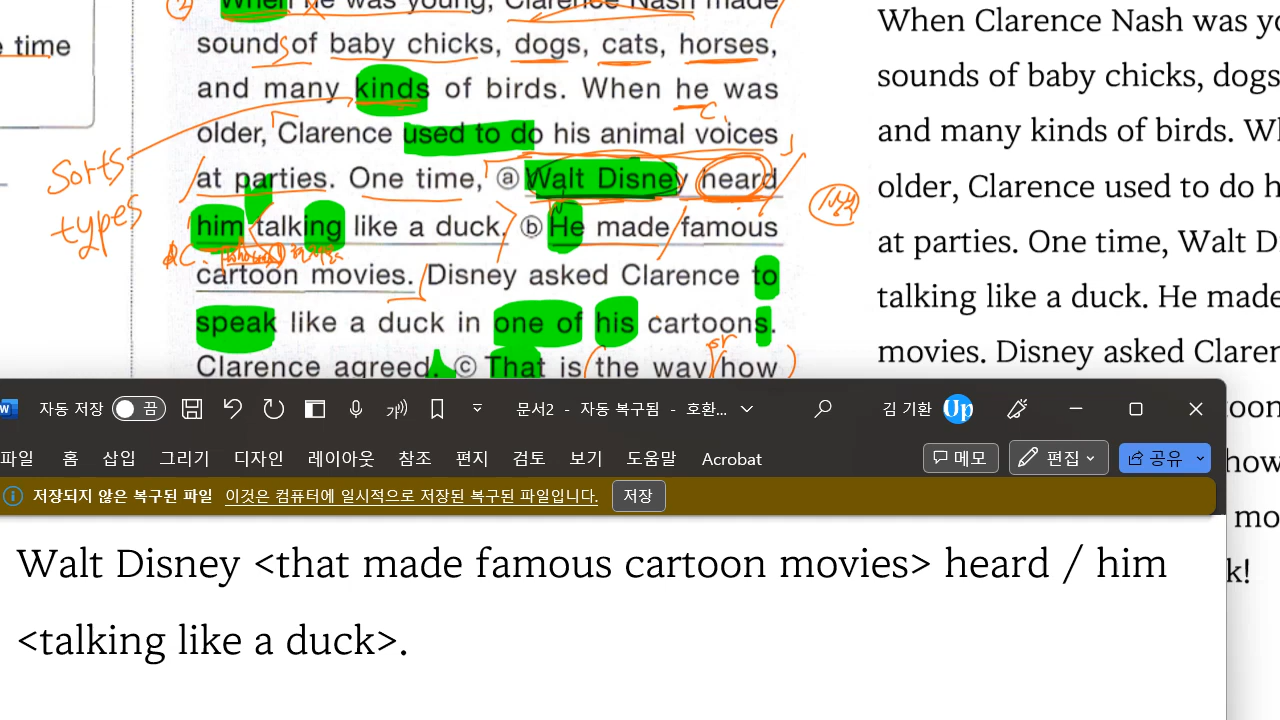 e time
When he was young, Clarence Nash made
sounds of baby chicks, dogs, cats, horses,
and many kinds of birds. When he was
older, Clarence used to do his animal voices
at parties. One time, ⓐ Walt Disney heard
him talking like a duck. ⓑ He made famous
cartoon movies. Disney asked Clarence to
speak like a duck in one of his cartoons.
Clarence agreed. ⓒ That is the way how
Sorts
types
or
When Clarence Nash was yo
sounds of baby chicks, dogs
and many kinds of birds. Wh
older, Clarence used to do h
at parties. One time, Walt D
talking like a duck. He made
movies. Disney asked Claren
toon
how
mo
k!
자동 저장 끔 가)) 문서2 - 자동 복구됨 - 호환... 김 기환 Up
파일 홈 삽입 그리기 디자인 레이아웃 참조 편지 검토 보기 도움말 Acrobat 메모 편집 공유
저장되지 않은 복구된 파일 이것은 컴퓨터에 일시적으로 저장된 복구된 파일입니다. 저장
Walt Disney <that made famous cartoon movies> heard / him
<talking like a duck>.